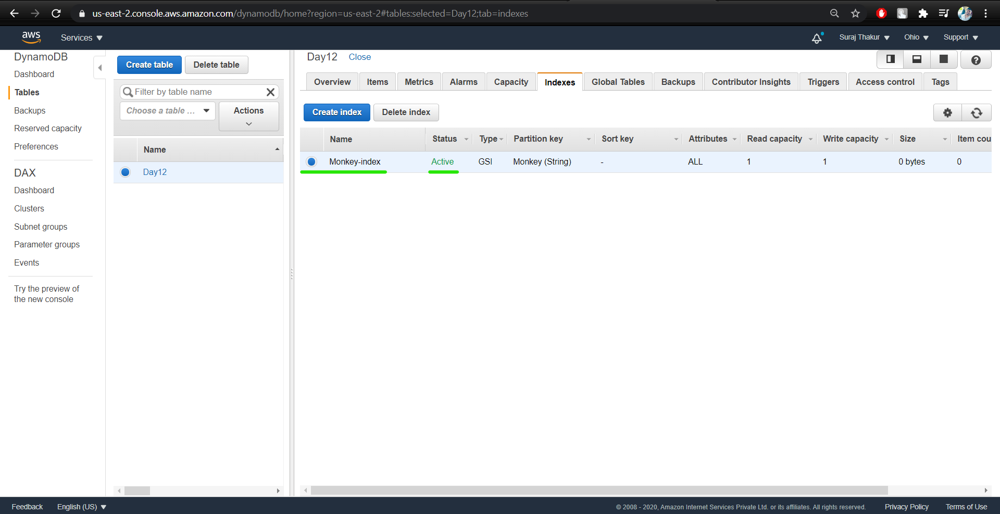 us-east-2.console.aws.amazon.com/dynamodb/home?region=us-east-2#tables:selected=Day12;tab=indexes
aws Services Suraj Thakur Ohio Support
DynamoDB
Dashboard
Tables
Backups
Reserved capacity
Preferences
DAX
Dashboard
Clusters
Subnet groups
Parameter groups
Events
Try the preview of
the new console
Create table Delete table
Filter by table name
Choose a table ... Actions
Name
Day12
Day12 Close
Overview Items Metrics Alarms Capacity Indexes Global Tables Backups Contributor Insights Triggers Access control Tags
Create index Delete index
Name Status Type Partition key Sort key Attributes Read capacity Write capacity Size Item cou
Monkey-index Active GSI Monkey (String) - ALL 1 1 0 bytes 0
Feedback English (US) © 2008 - 2020, Amazon Internet Services Private Ltd. or its affiliates. All rights reserved. Privacy Policy Terms of Use